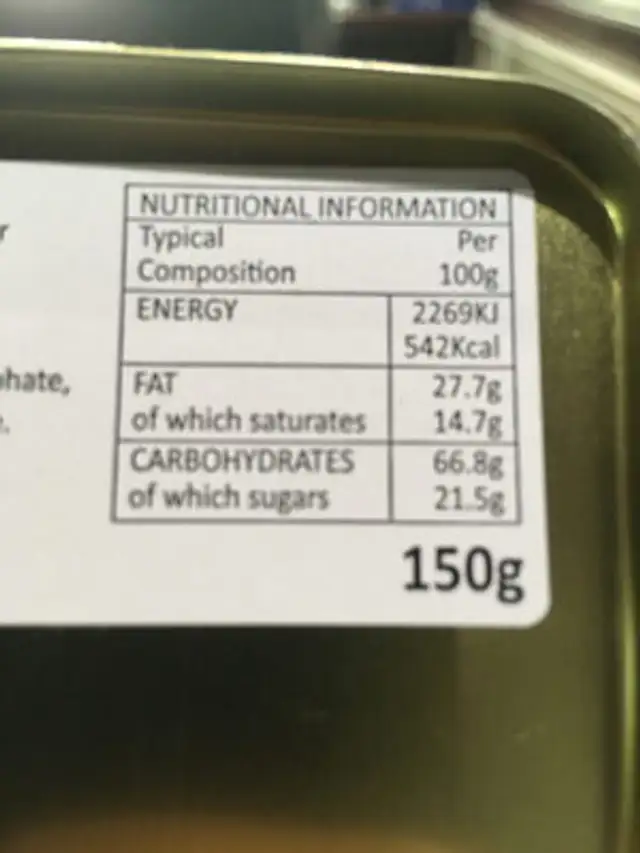 NUTRITIONAL INFORMATION
Typical Per
Composition 100g
ENERGY 2269KJ
542Kcal
FAT 27.7g
of which saturates 14.7g
CARBOHYDRATES 66.8g
of which sugars 21.5g
150g